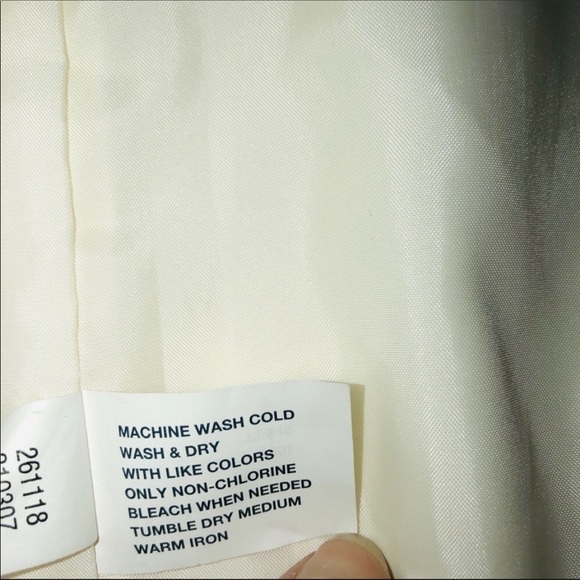 MACHINE WASH COLD
WASH & DRY
WITH LIKE COLORS
ONLY NON-CHLORINE
BLEACH WHEN NEEDED
TUMBLE DRY MEDIUM
WARM IRON
261118